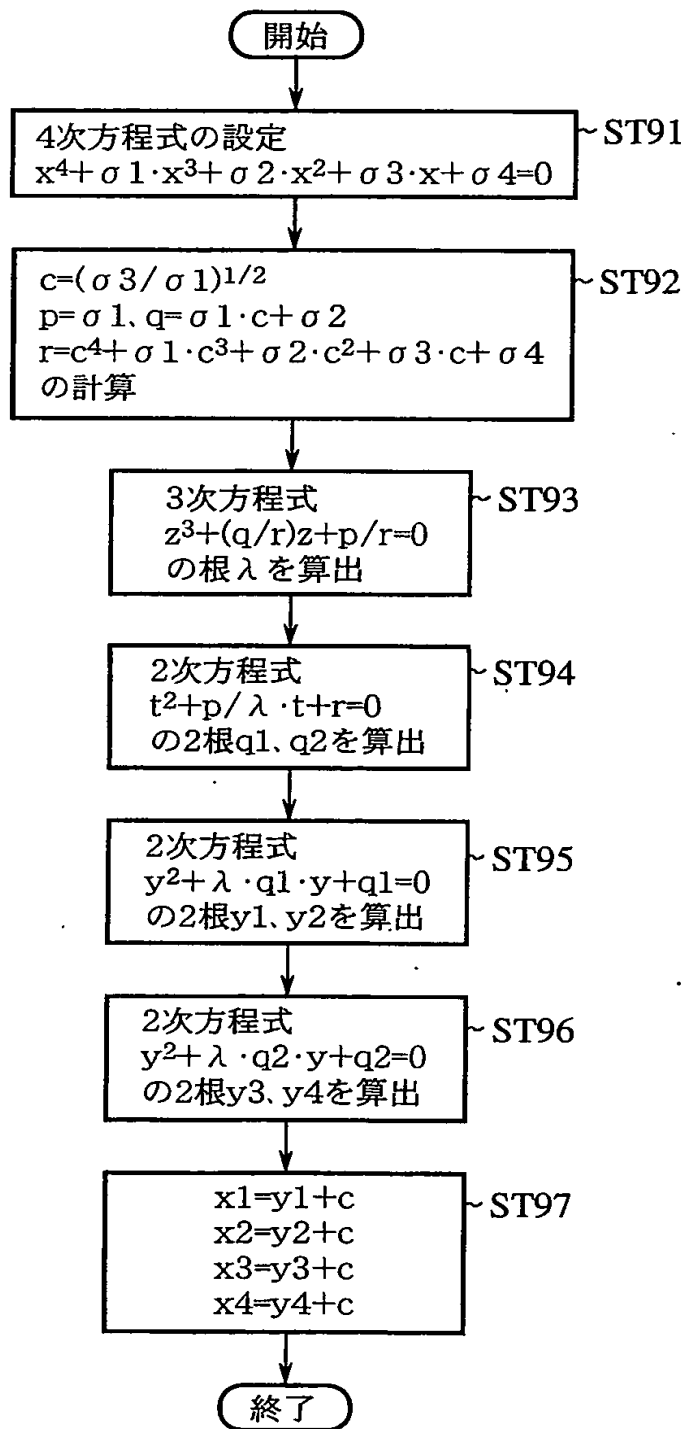 開始
4次方程式の設定
x⁴+σ1·x³+σ2·x²+σ3·x+σ4=0
ST91
c=(σ3/σ1)¹/²
p=σ1、q=σ1·c+σ2
r=c⁴+σ1·c³+σ2·c²+σ3·c+σ4
の計算
ST92
3次方程式
z³+(q/r)z+p/r=0
の根λを算出
ST93
2次方程式
t²+p/λ·t+r=0
の2根q1、q2を算出
ST94
2次方程式
y²+λ·q1·y+q1=0
の2根y1、y2を算出
ST95
2次方程式
y²+λ·q2·y+q2=0
の2根y3、y4を算出
ST96
x1=y1+c
x2=y2+c
x3=y3+c
x4=y4+c
ST97
終了